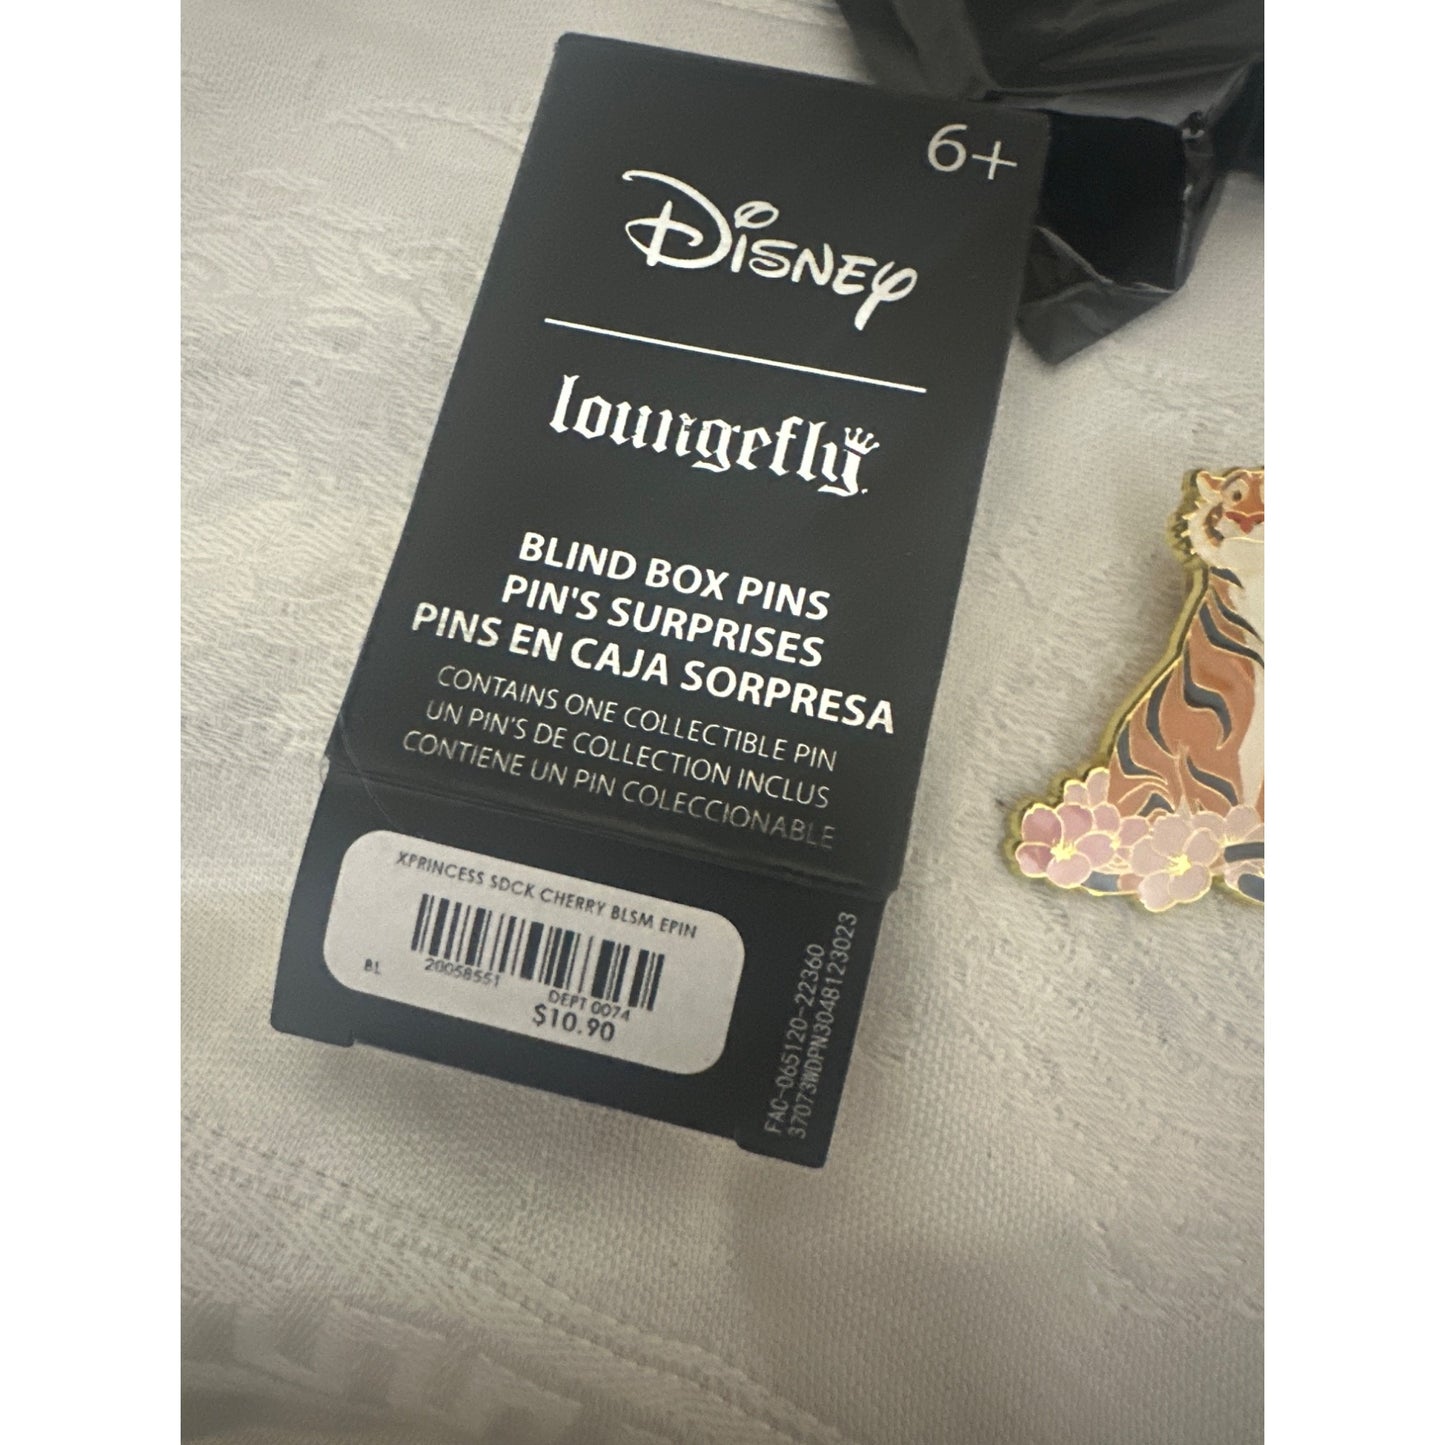 6+
Disney
loungefly
BLIND BOX PINS
PIN'S SURPRISES
PINS EN CAJA SORPRESA
CONTAINS ONE COLLECTIBLE PIN
UN PIN'S DE COLLECTION INCLUS
CONTIENE UN PIN COLECCIONABLE
XPRINCESS SDCK CHERRY BLSM EPIN
BL 20058551
DEPT 0074
$10.90
FAC-065120-22360
37073WDPN3048123023